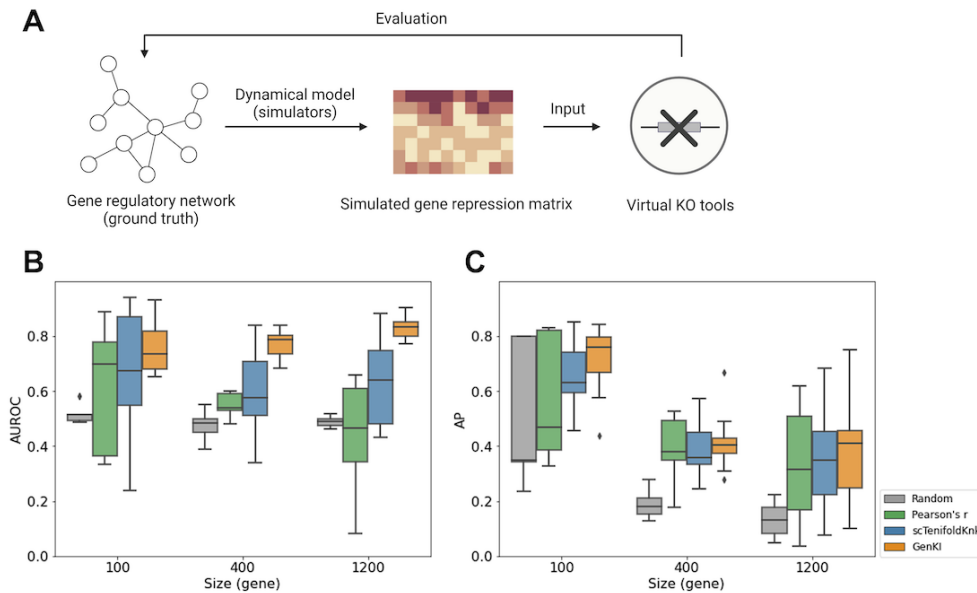 A
Evaluation
Dynamical model
(simulators)
Input
Gene regulatory network
(ground truth)
Simulated gene repression matrix
Virtual KO tools
B
AUROC
0.8
0.6
0.4
0.2
0.0
100
400
1200
Size (gene)
C
AP
0.8
0.6
0.4
0.2
0.0
100
400
1200
Size (gene)
Random
Pearson's r
scTenifoldKnk
GenKI